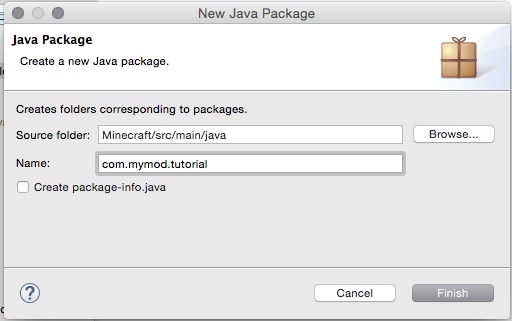 New Java Package
Java Package
Create a new Java package.
Creates folders corresponding to packages.
Source folder: Minecraft/src/main/java Browse...
Name: com.mymod.tutorial
Create package-info.java
? Cancel Finish